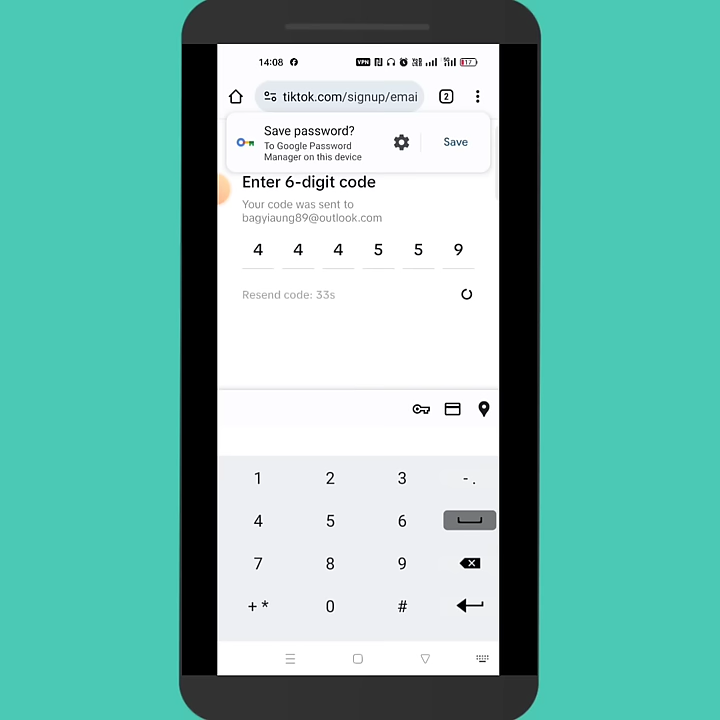 14:08
VPN
17
tiktok.com/signup/emai
2
Save password?
To Google Password
Manager on this device
Save
Enter 6-digit code
Your code was sent to
bagyiaung89@outlook.com
4 4 4 5 5 9
Resend code: 33s
1 2 3 - .
4 5 6
7 8 9
+ * 0 #